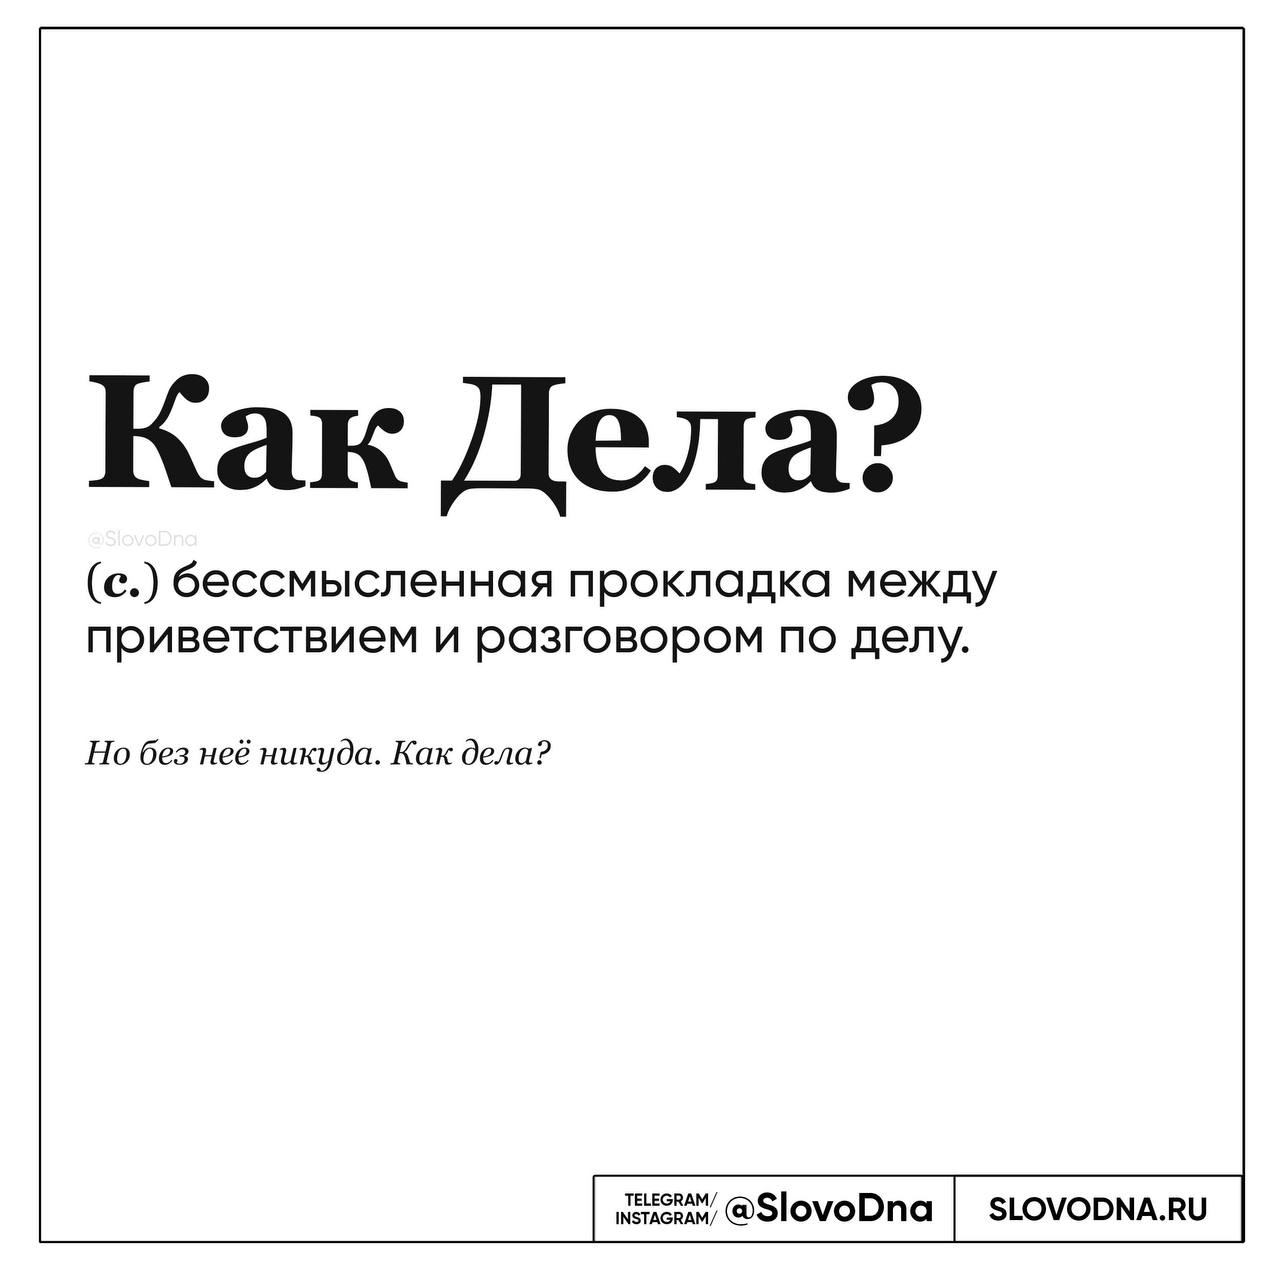 Как Дела?
@SlovoDna
(с.) бессмысленная прокладка между
приветствием и разговором по делу.
Но без неё никуда. Как дела?
TELEGRAM/
INSTAGRAM/
@SlovoDna
SLOVODNA.RU